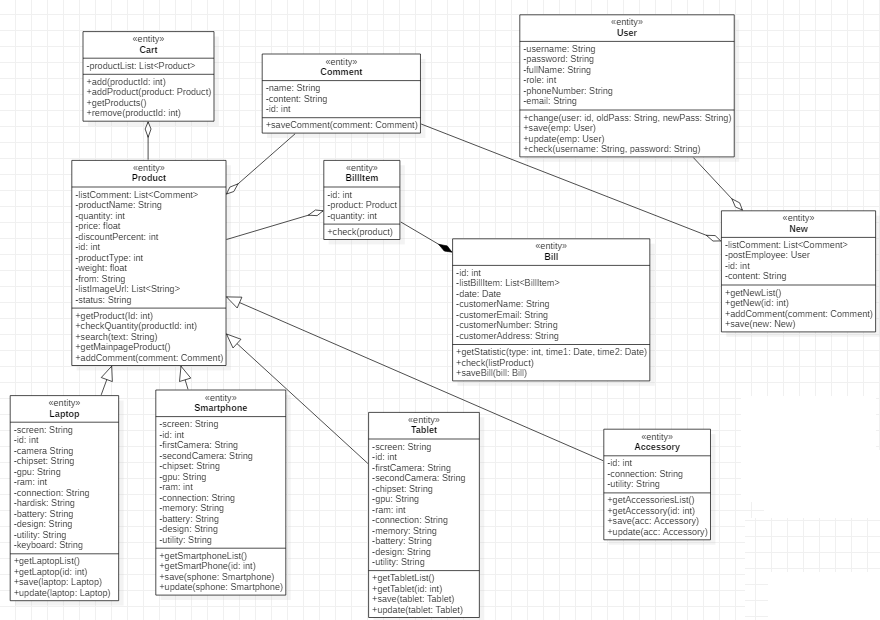 «entity»
Cart
-productList: List<Product>
+add(productId: int)
+addProduct(product: Product)
+getProducts()
+remove(productId: int)
«entity»
Comment
-name: String
-content: String
-id: int
+saveComment(comment: Comment)
«entity»
User
-username: String
-password: String
-fullName: String
-role: int
-phoneNumber: String
-email: String
+change(user: id, oldPass: String, newPass: String)
+save(emp: User)
+update(emp: User)
+check(username: String, password: String)
«entity»
Product
-listComment: List<Comment>
-productName: String
-quantity: int
-price: float
-discountPercent: int
-id: int
-productType: int
-weight: float
-from: String
-listImageUrl: List<String>
-status: String
+getProduct(Id: int)
+checkQuantity(productId: int)
+search(text: String)
+getMainpageProduct()
+addComment(comment: Comment)
«entity»
BillItem
-id: int
-product: Product
-quantity: int
+check(product)
«entity»
Bill
-id: int
-listBillItem: List<BillItem>
-date: Date
-customerName: String
-customerEmail: String
-customerNumber: String
-customerAddress: String
+getStatistic(type: int, time1: Date, time2: Date)
+check(listProduct)
+saveBill(bill: Bill)
«entity»
New
-listComment: List<Comment>
-postEmployee: User
-id: int
-content: String
+getNewList()
+getNew(id: int)
+addComment(comment: Comment)
+save(new: New)
«entity»
Laptop
-screen: String
-id: int
-camera String
-chipset: String
-gpu: String
-ram: int
-connection: String
-hardisk: String
-battery: String
-design: String
-utility: String
-keyboard: String
+getLaptopList()
+getLaptop(id: int)
+save(laptop: Laptop)
+update(laptop: Laptop)
«entity»
Smartphone
-screen: String
-id: int
-firstCamera: String
-secondCamera: String
-chipset: String
-gpu: String
-ram: int
-connection: String
-memory: String
-battery: String
-design: String
-utility: String
+getSmartphoneList()
+getSmartPhone(id: int)
+save(sphone: Smartphone)
+update(sphone: Smartphone)
«entity»
Tablet
-screen: String
-id: int
-firstCamera: String
-secondCamera: String
-chipset: String
-gpu: String
-ram: int
-connection: String
-memory: String
-battery: String
-design: String
-utility: String
+getTabletList()
+getTablet(id: int)
+save(tablet: Tablet)
+update(tablet: Tablet)
«entity»
Accessory
-id: int
-connection: String
-utility: String
+getAccessoriesList()
+getAccessory(id: int)
+save(acc: Accessory)
+update(acc: Accessory)